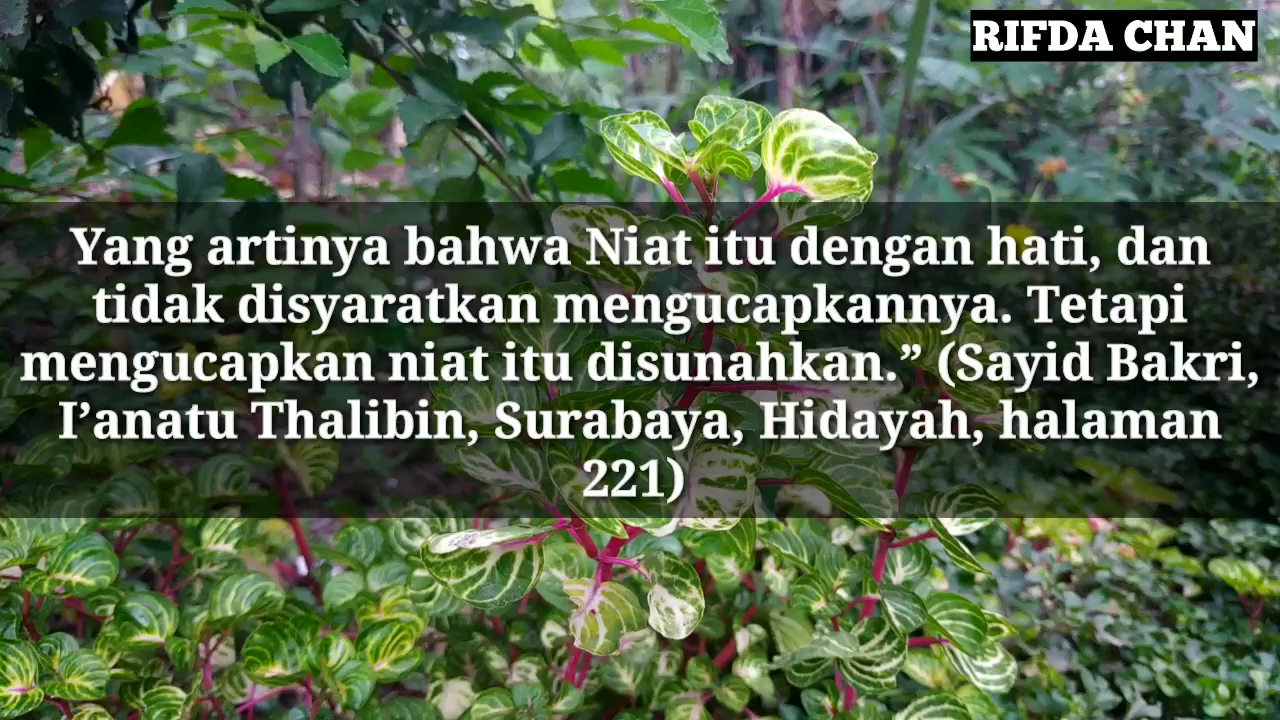 RIFDA CHAN
Yang artinya bahwa Niat itu dengan hati, dan
tidak disyaratkan mengucapkannya. Tetapi
mengucapkan niat itu disunahkan.” (Sayid Bakri,
I’anatu Thalibin, Surabaya, Hidayah, halaman
221)